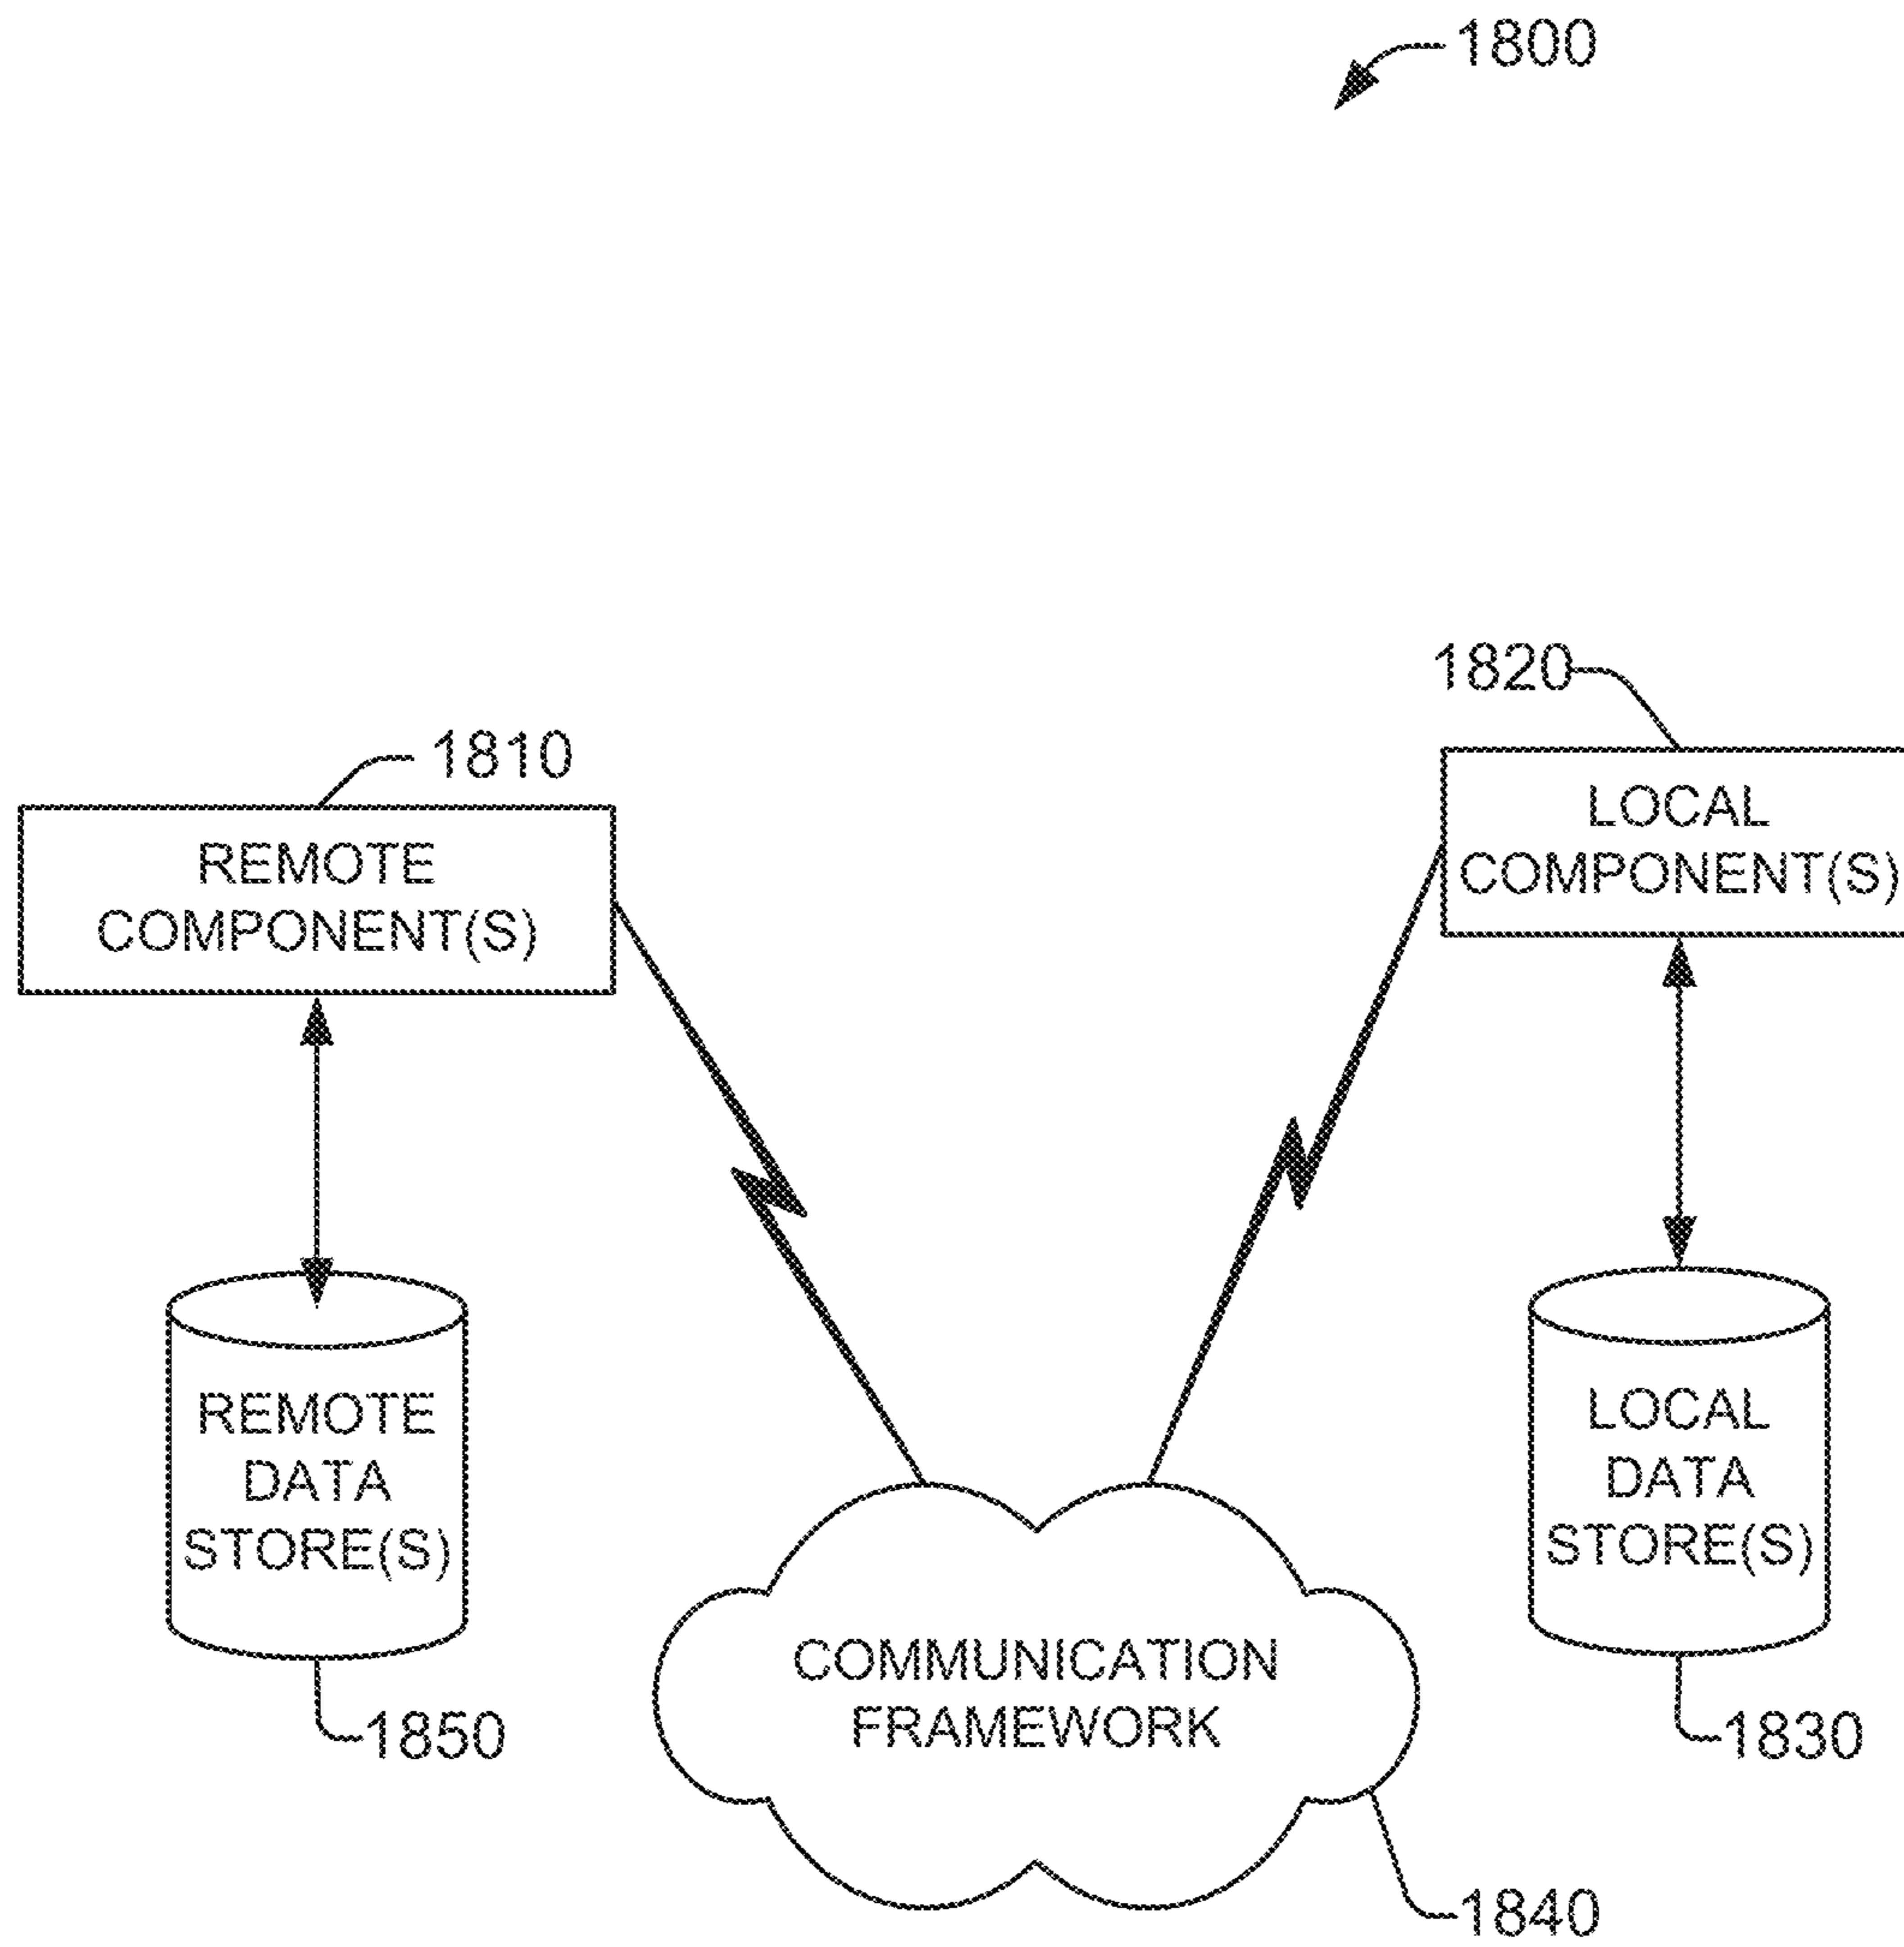 1800
1820
1810
LOCAL
COMPONENT(S)
REMOTE
COMPONENT(S)
REMOTE
DATA
STORE(S)
LOCAL
DATA
STORE(S)
COMMUNICATION
FRAMEWORK
1850
1830
1840